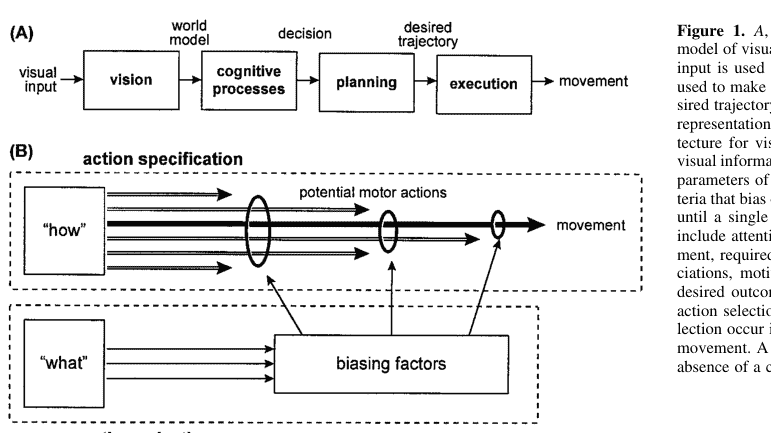 (A)
world
model
decision
desired
trajectory
visual
input
vision
cognitive
processes
planning
execution
movement
(B)
action specification
"how"
potential motor actions
movement
"what"
biasing factors
Figure 1. A,
model of visua
input is used
used to make
sired trajectory
representation
tecture for vis
visual informa
parameters of
teria that bias
until a single
include attenti
ment, required
ciations, moti
desired outcon
action selectio
lection occur i
movement. A
absence of a c